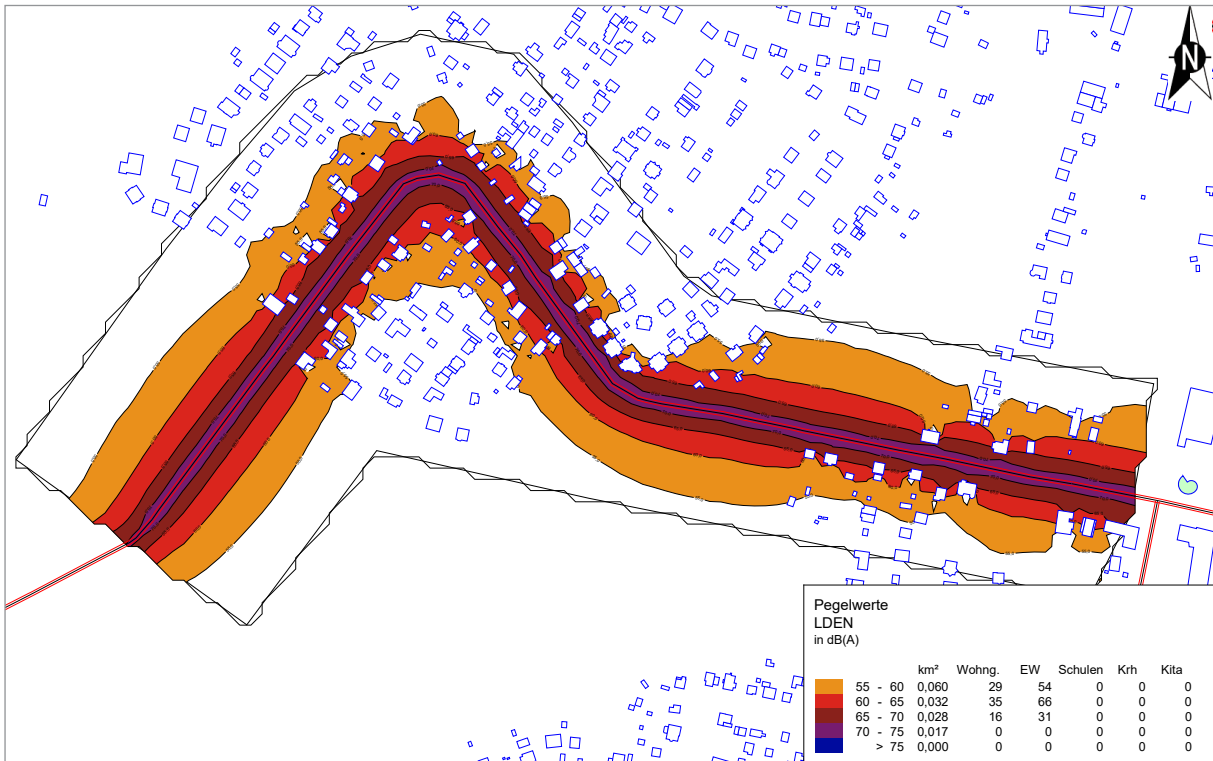 N
Pegelwerte
LDEN
in dB(A)
km² Wohng. EW Schulen Krh Kita
55 - 60 0,060 29 54 0 0 0
60 - 65 0,032 35 66 0 0 0
65 - 70 0,028 16 31 0 0 0
70 - 75 0,017 0 0 0 0 0
> 75 0,000 0 0 0 0 0